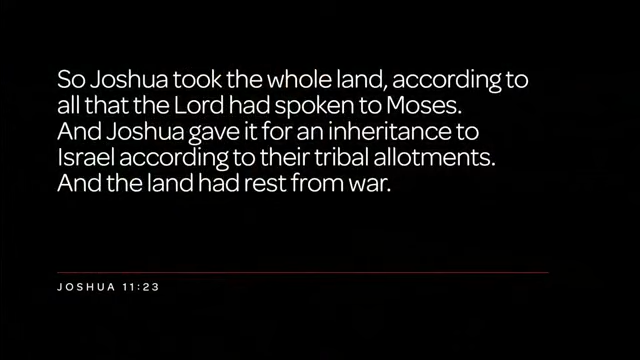 So Joshua took the whole land, according to
all that the Lord had spoken to Moses.
And Joshua gave it for an inheritance to
Israel according to their tribal allotments.
And the land had rest from war.
JOSHUA 11:23